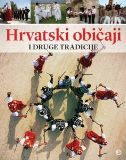 Hrvatski običaji
I DRUGE TRADICIJE